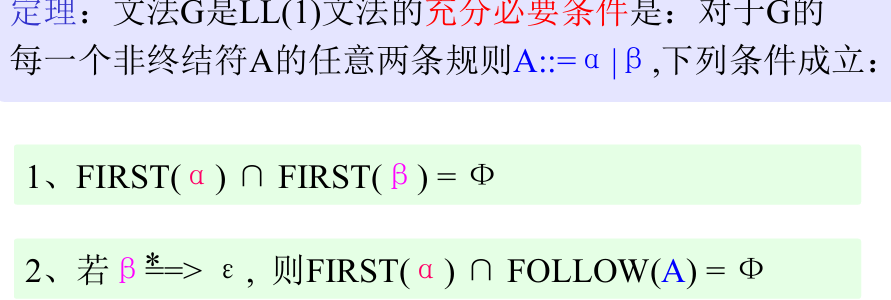 定理：文法G是LL(1)文法的充分必要条件是：对于G的
每一个非终结符A的任意两条规则A::=α|β,下列条件成立：
1、FIRST(α) ∩ FIRST(β) = Φ
2、若β *==> ε, 则FIRST(α) ∩ FOLLOW(A) = Φ